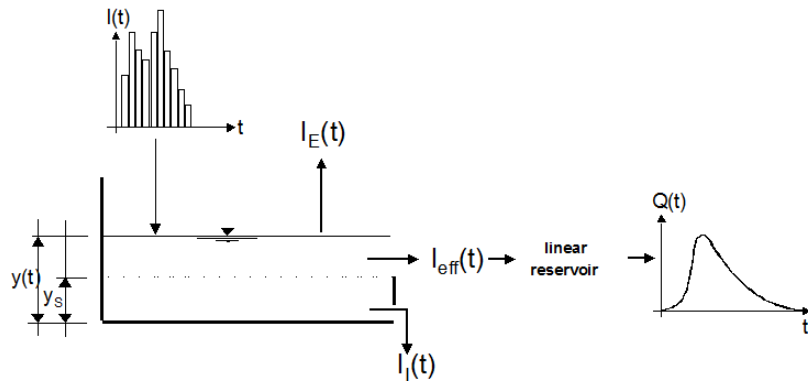 I(t)
t
I_E(t)
Q(t)
y(t)
y_S
I_eff(t)
linear
reservoir
t
I_I(t)